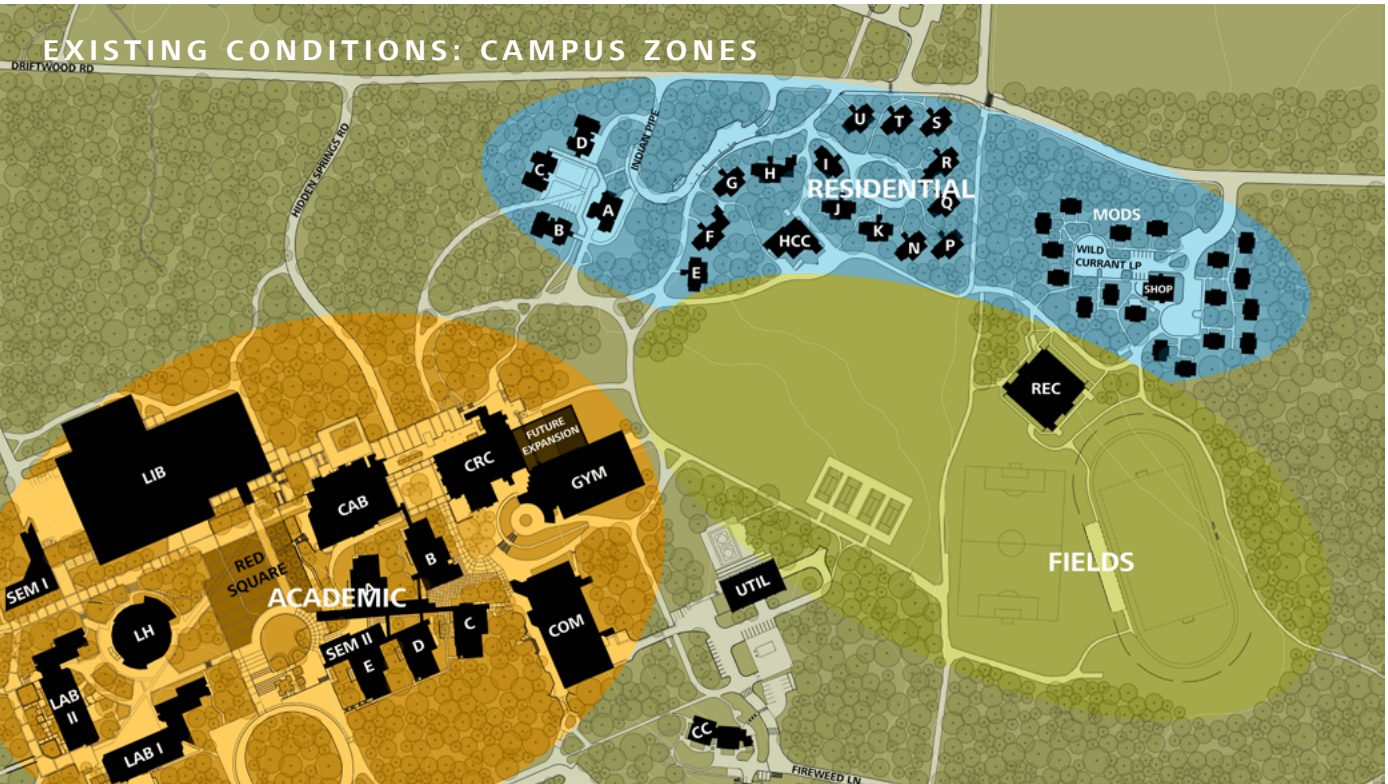 EXISTING CONDITIONS: CAMPUS ZONES
DRIFTWOOD RD
HIDDEN SPRINGS RD
INDIAN PIPE
D
C
A
B
U
T
S
I
R
H
G
RESIDENTIAL
Q
J
F
K
HCC
N
P
E
MODS
WILD
CURRANT LP
SHOP
REC
FUTURE
EXPANSION
CRC
GYM
LIB
CAB
B
RED
SQUARE
A
ACADEMIC
SEM I
LH
SEM II
E
D
C
COM
UTIL
FIELDS
LAB
II
LAB I
CC
FIREWEED LN